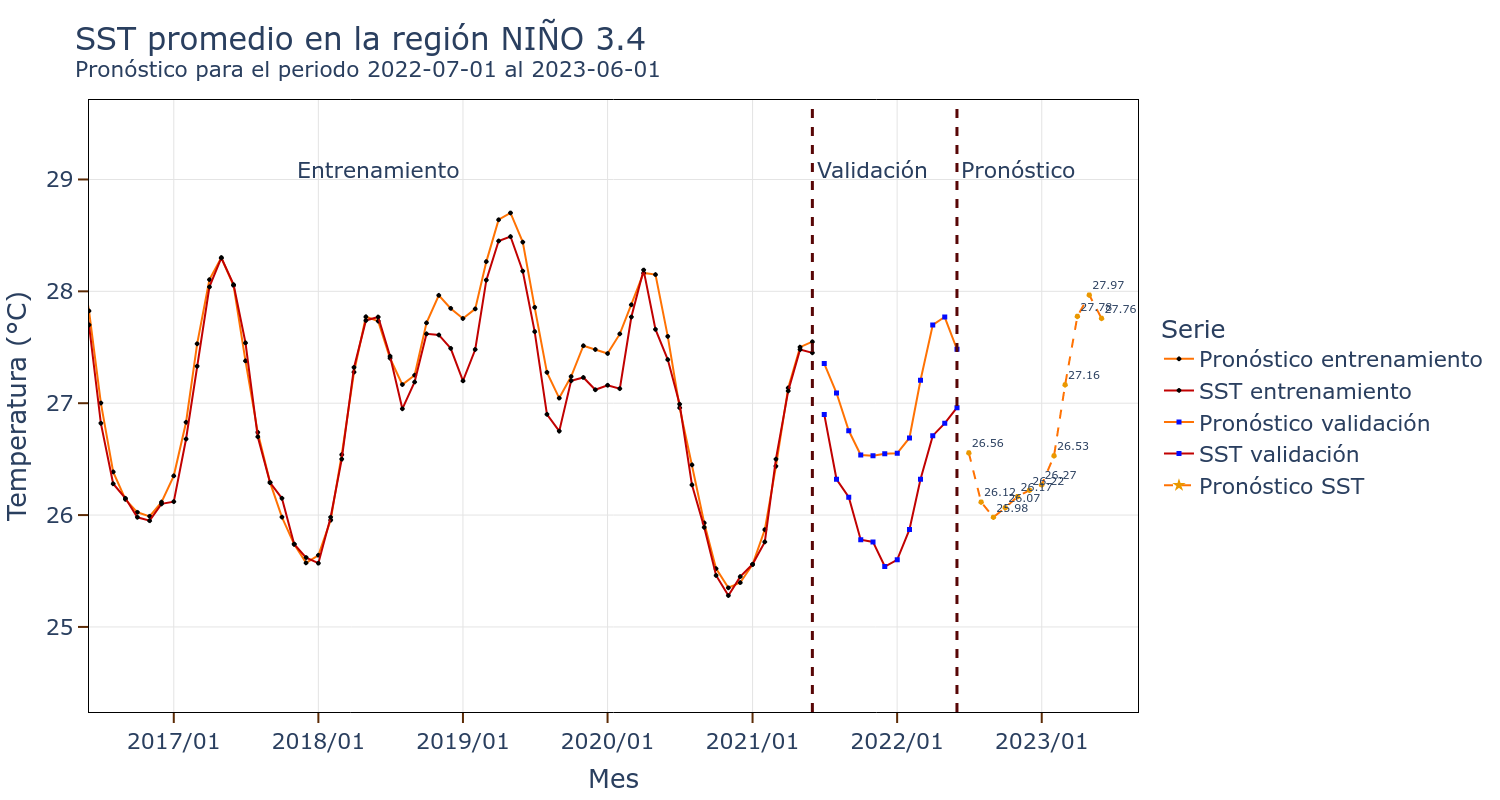 SST promedio en la región NIÑO 3.4
Pronóstico para el periodo 2022-07-01 al 2023-06-01
Entrenamiento
Validación
Pronóstico
29
28
27
26
25
Temperatura (°C)
26.56
26.12
25.98
26.07
26.17
26.22
26.27
26.53
27.16
27.78
27.97
27.76
2017/01
2018/01
2019/01
2020/01
2021/01
2022/01
2023/01
Mes
Serie
Pronóstico entrenamiento
SST entrenamiento
Pronóstico validación
SST validación
Pronóstico SST